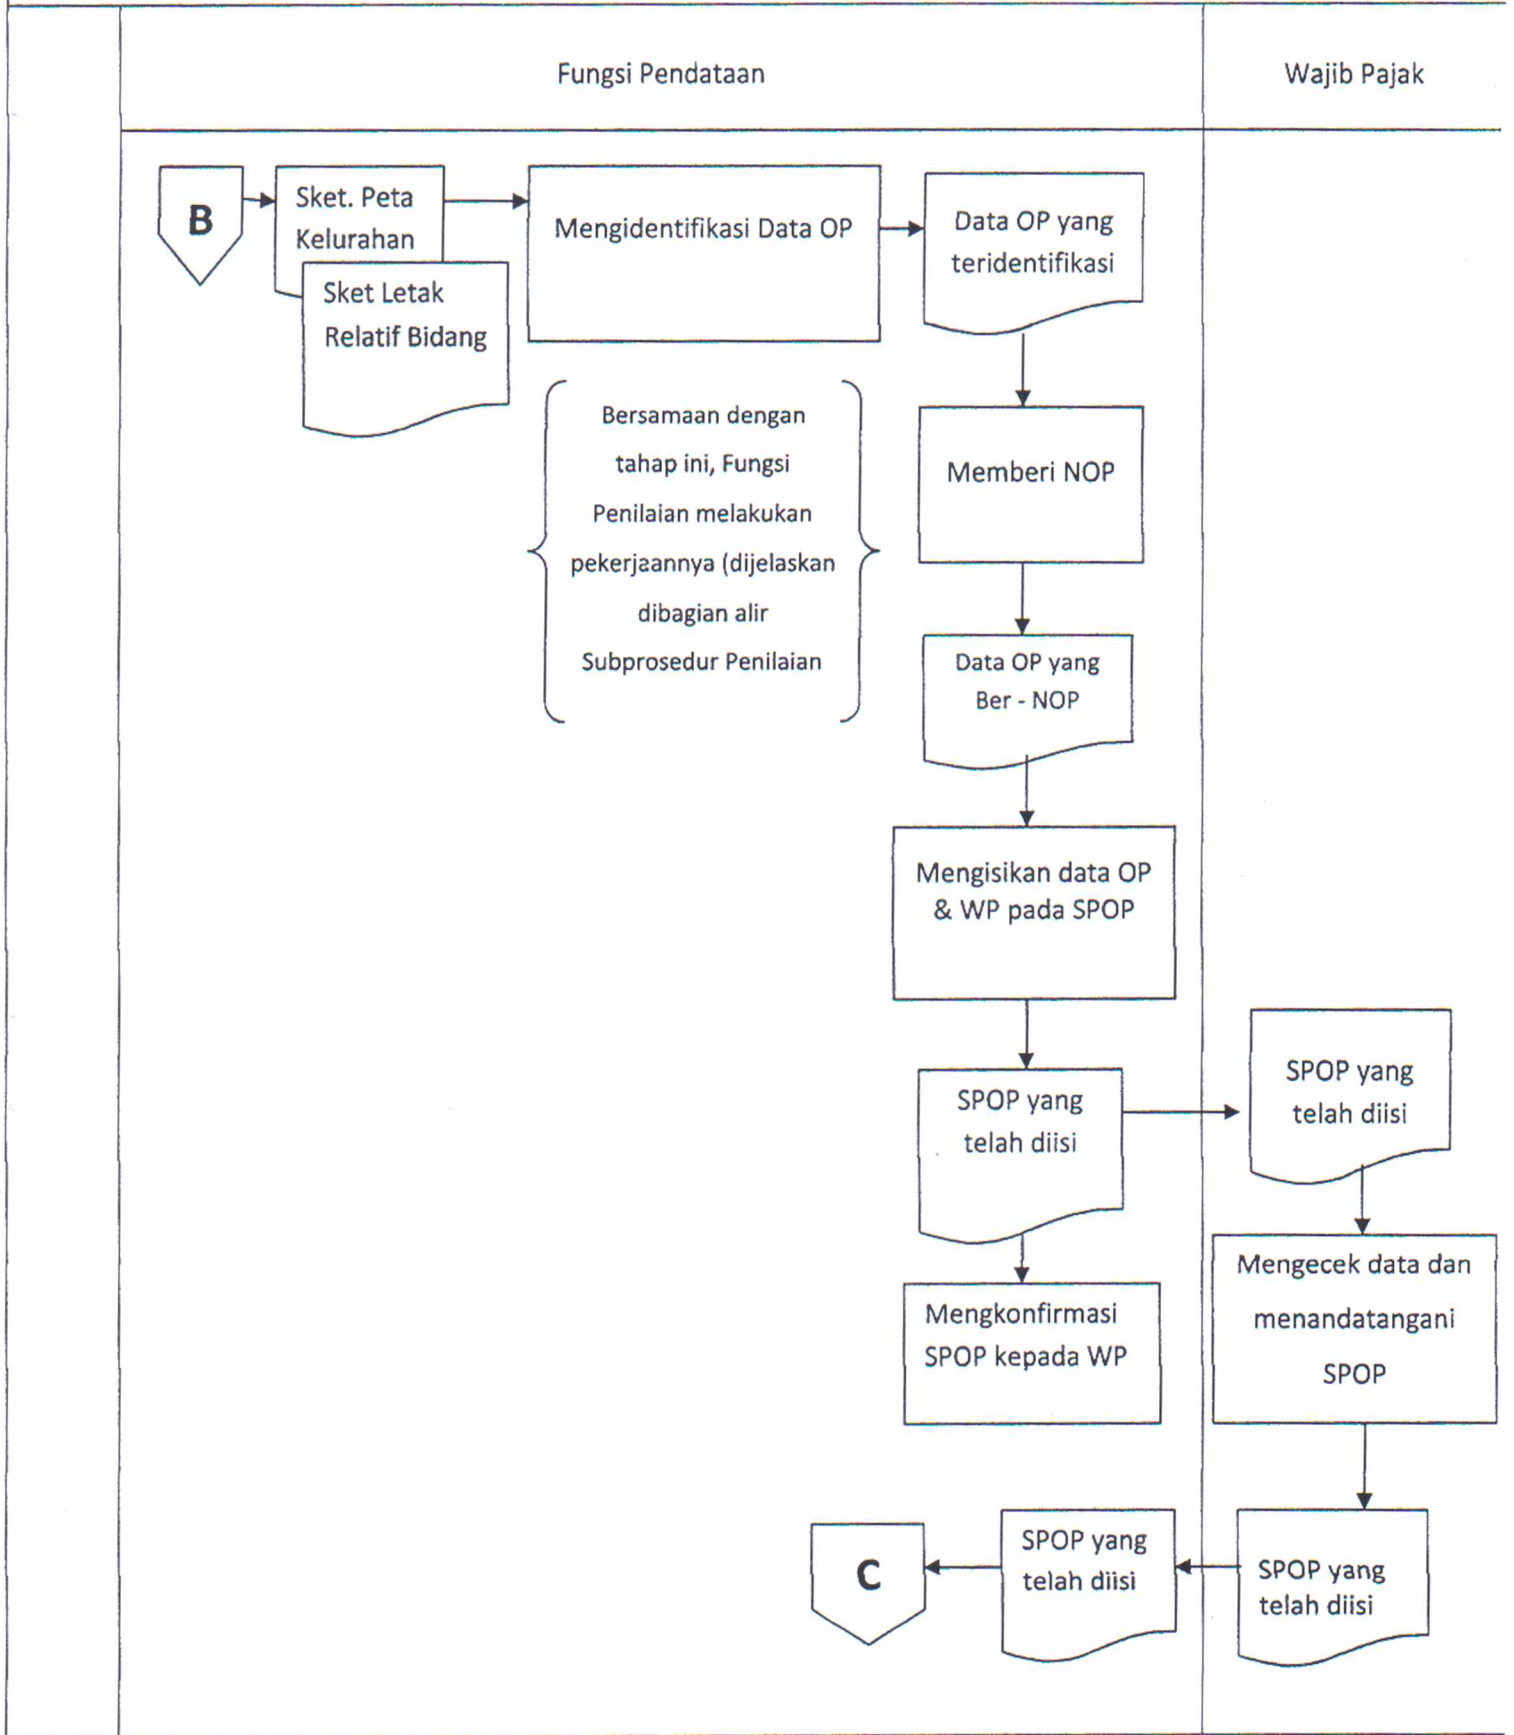 Fungsi Pendataan
Wajib Pajak
B
Sket. Peta
Kelurahan
Sket Letak
Relatif Bidang
Mengidentifikasi Data OP
Data OP yang
teridentifikasi
Bersamaan dengan
tahap ini, Fungsi
Penilaian melakukan
pekerjaannya (dijelaskan
dibagian alir
Subprosedur Penilaian
Memberi NOP
Data OP yang
Ber - NOP
Mengisikan data OP
& WP pada SPOP
SPOP yang
telah diisi
SPOP yang
telah diisi
Mengkonfirmasi
SPOP kepada WP
Mengecek data dan
menandatangani
SPOP
SPOP yang
telah diisi
SPOP yang
telah diisi
C